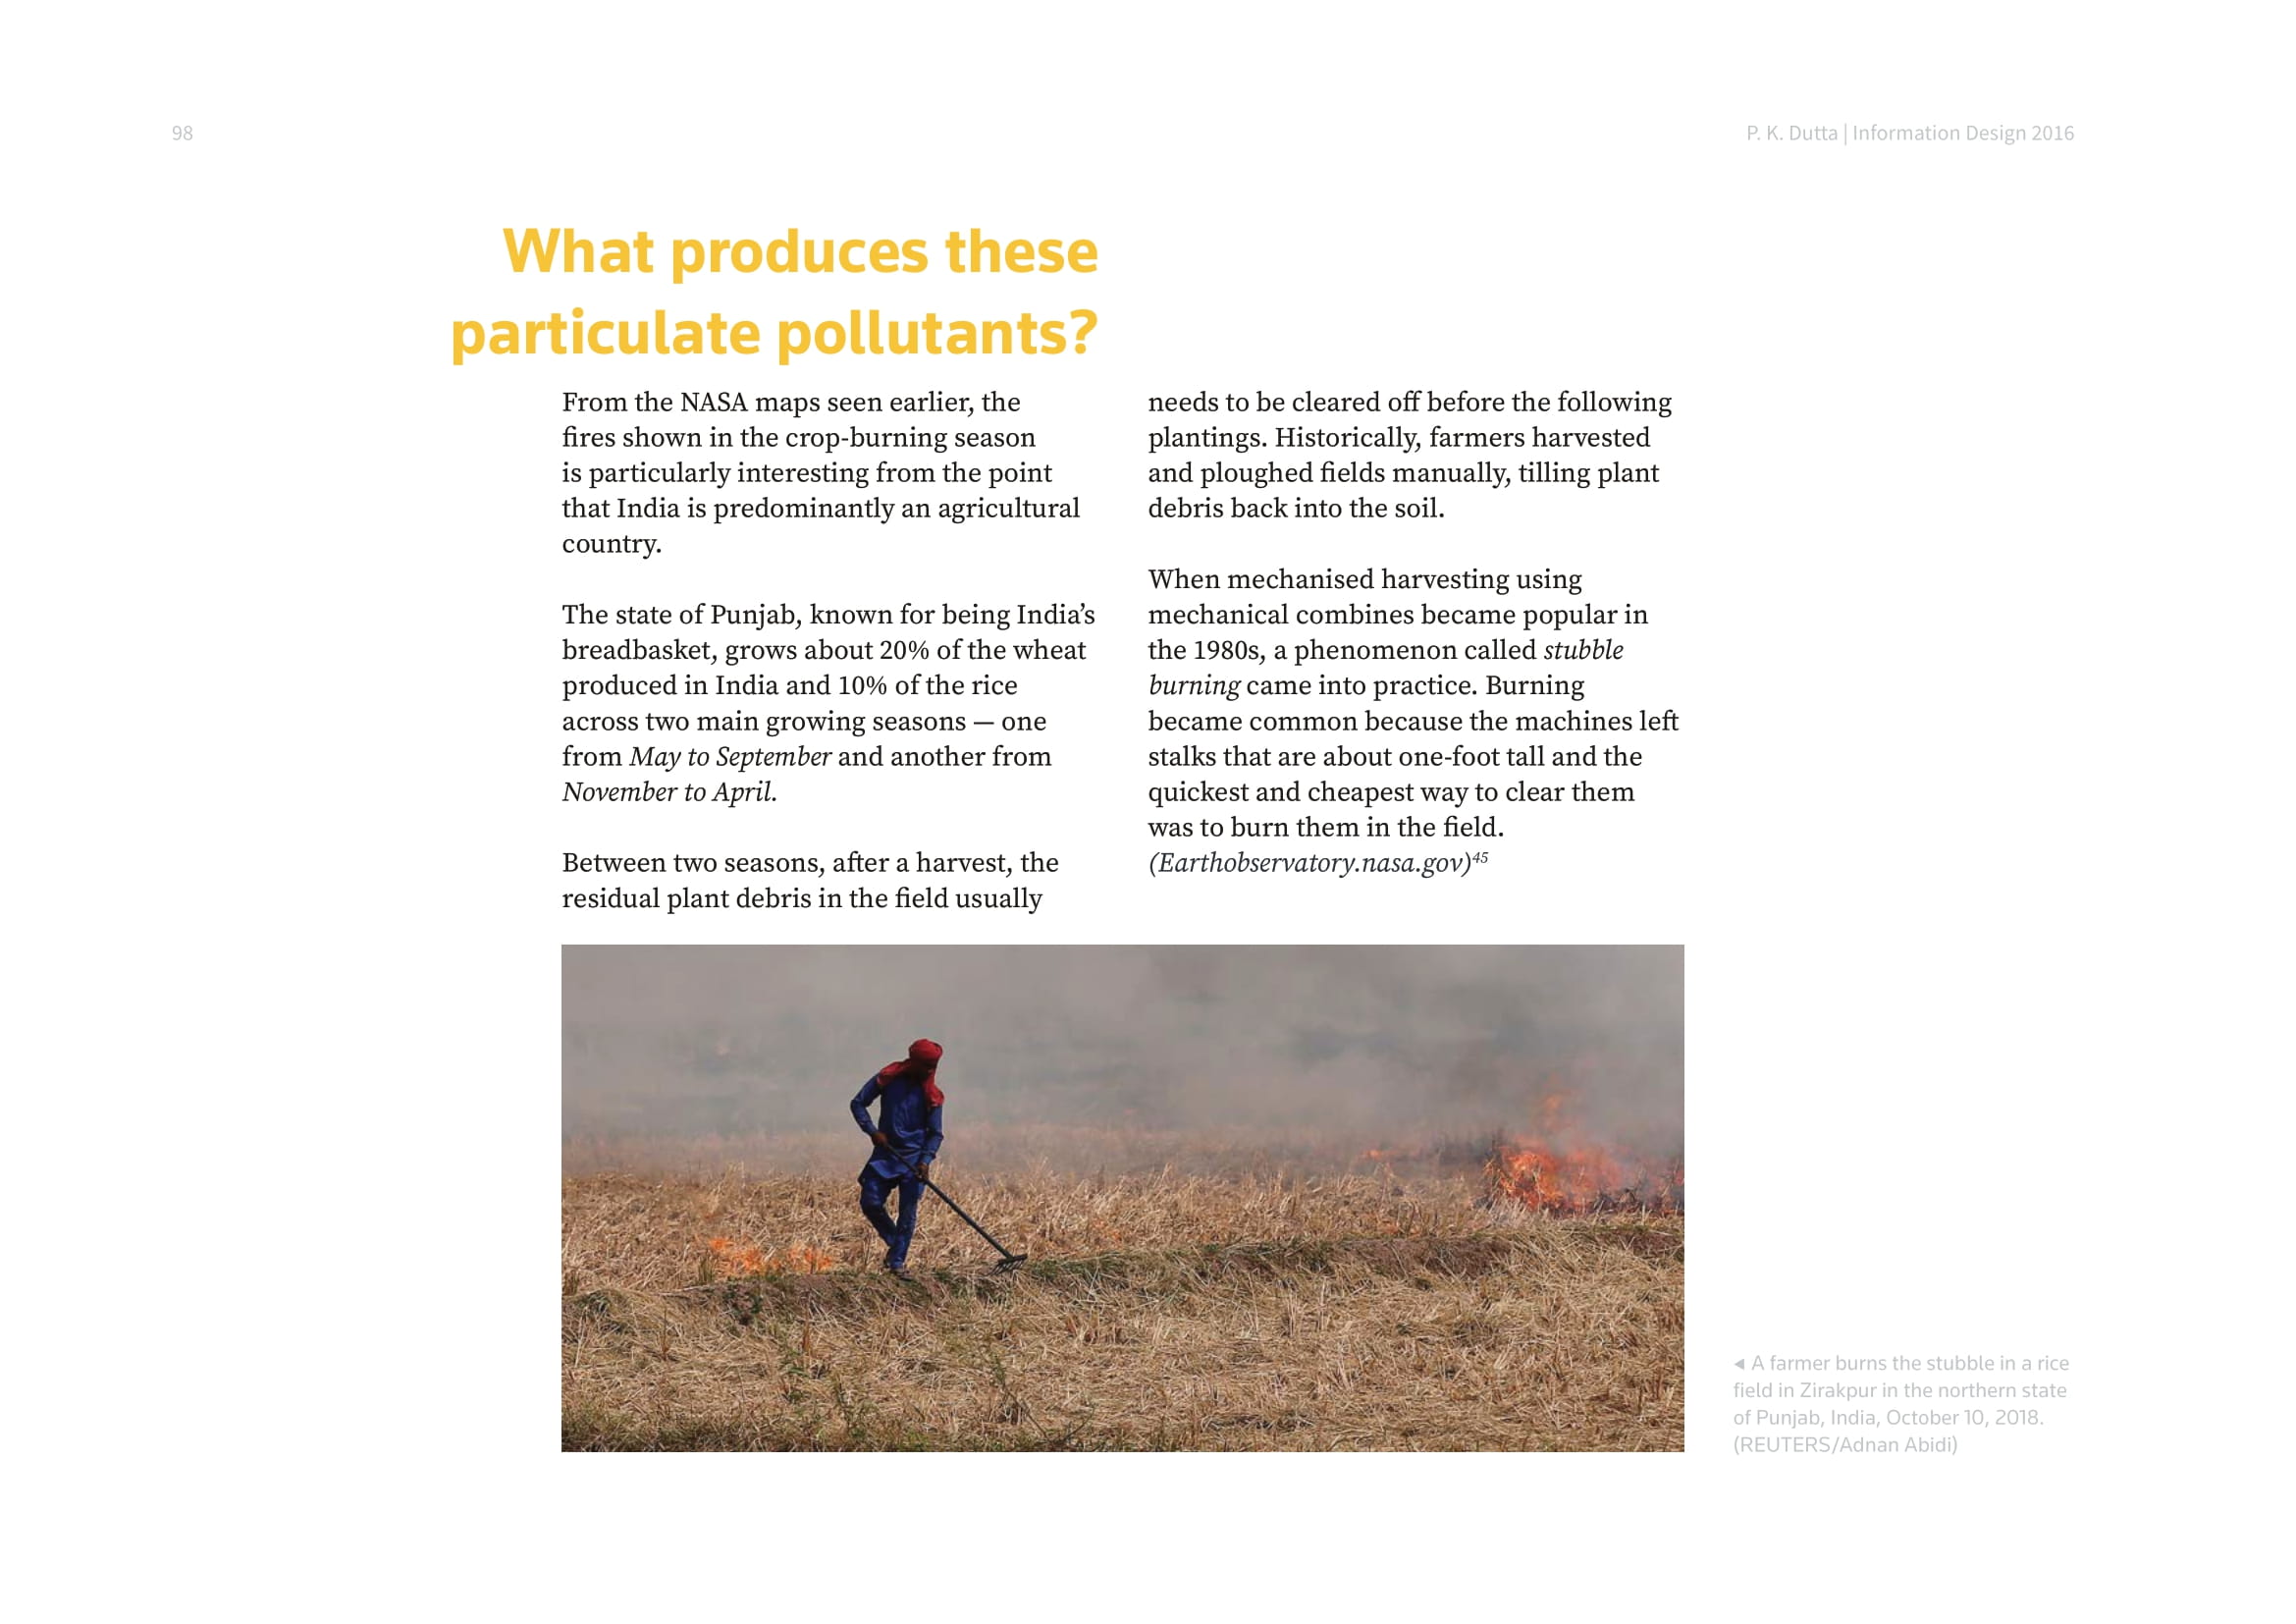 98
P. K. Dutta | Information Design 2016
What produces these
particulate pollutants?
From the NASA maps seen earlier, the
fires shown in the crop-burning season
is particularly interesting from the point
that India is predominantly an agricultural
country.
The state of Punjab, known for being India’s
breadbasket, grows about 20% of the wheat
produced in India and 10% of the rice
across two main growing seasons — one
from May to September and another from
November to April.
Between two seasons, after a harvest, the
residual plant debris in the field usually
needs to be cleared off before the following
plantings. Historically, farmers harvested
and ploughed fields manually, tilling plant
debris back into the soil.
When mechanised harvesting using
mechanical combines became popular in
the 1980s, a phenomenon called stubble
burning came into practice. Burning
became common because the machines left
stalks that are about one-foot tall and the
quickest and cheapest way to clear them
was to burn them in the field.
(Earthobservatory.nasa.gov)⁴⁵
◂ A farmer burns the stubble in a rice
field in Zirakpur in the northern state
of Punjab, India, October 10, 2018.
(REUTERS/Adnan Abidi)